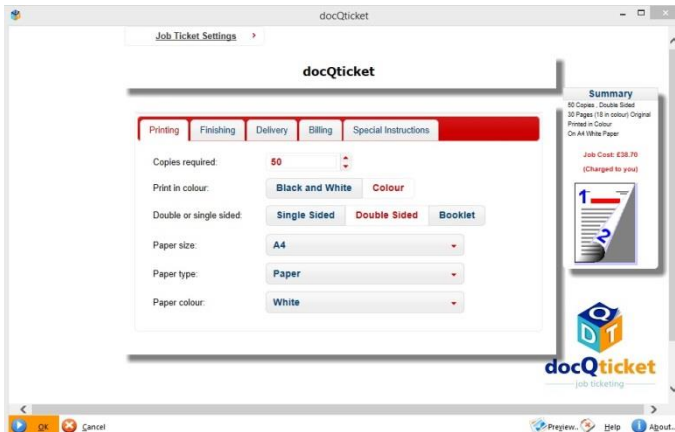 docQticket
Job Ticket Settings >
docQticket
Printing Finishing Delivery Billing Special Instructions
Copies required: 50
Print in colour: Black and White Colour
Double or single sided: Single Sided Double Sided Booklet
Paper size: A4
Paper type: Paper
Paper colour: White
Summary
50 Copies , Double Sided
30 Pages (18 in colour) Original
Printed in Colour
On A4 White Paper
Job Cost: £38.70
(Charged to you)
1
2
Q
D T
docQticket
job ticketing
OK Cancel Preview.. Help About..